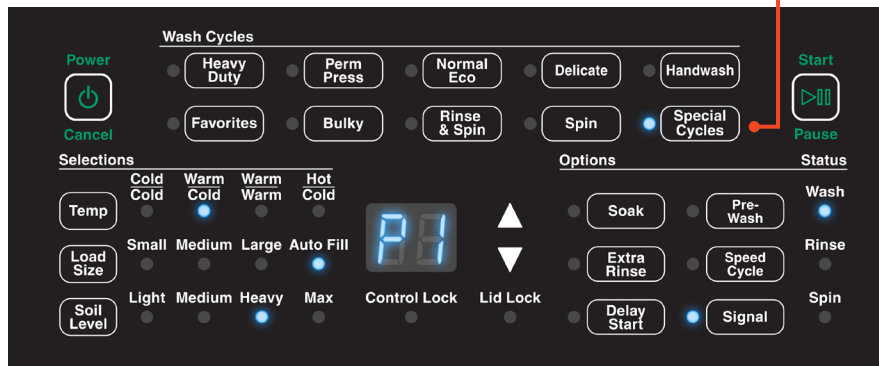 Wash Cycles
Power
Cancel
Heavy
Duty
Perm
Press
Normal
Eco
Delicate
Handwash
Start
Pause
Favorites
Bulky
Rinse
& Spin
Spin
Special
Cycles
Selections
Cold
Cold
Warm
Cold
Warm
Warm
Hot
Cold
Temp
Small Medium Large Auto Fill
Load
Size
Light Medium Heavy Max
Soil
Level
P1
Control Lock Lid Lock
Options
Soak
Pre-
Wash
Extra
Rinse
Speed
Cycle
Delay
Start
Signal
Status
Wash
Rinse
Spin